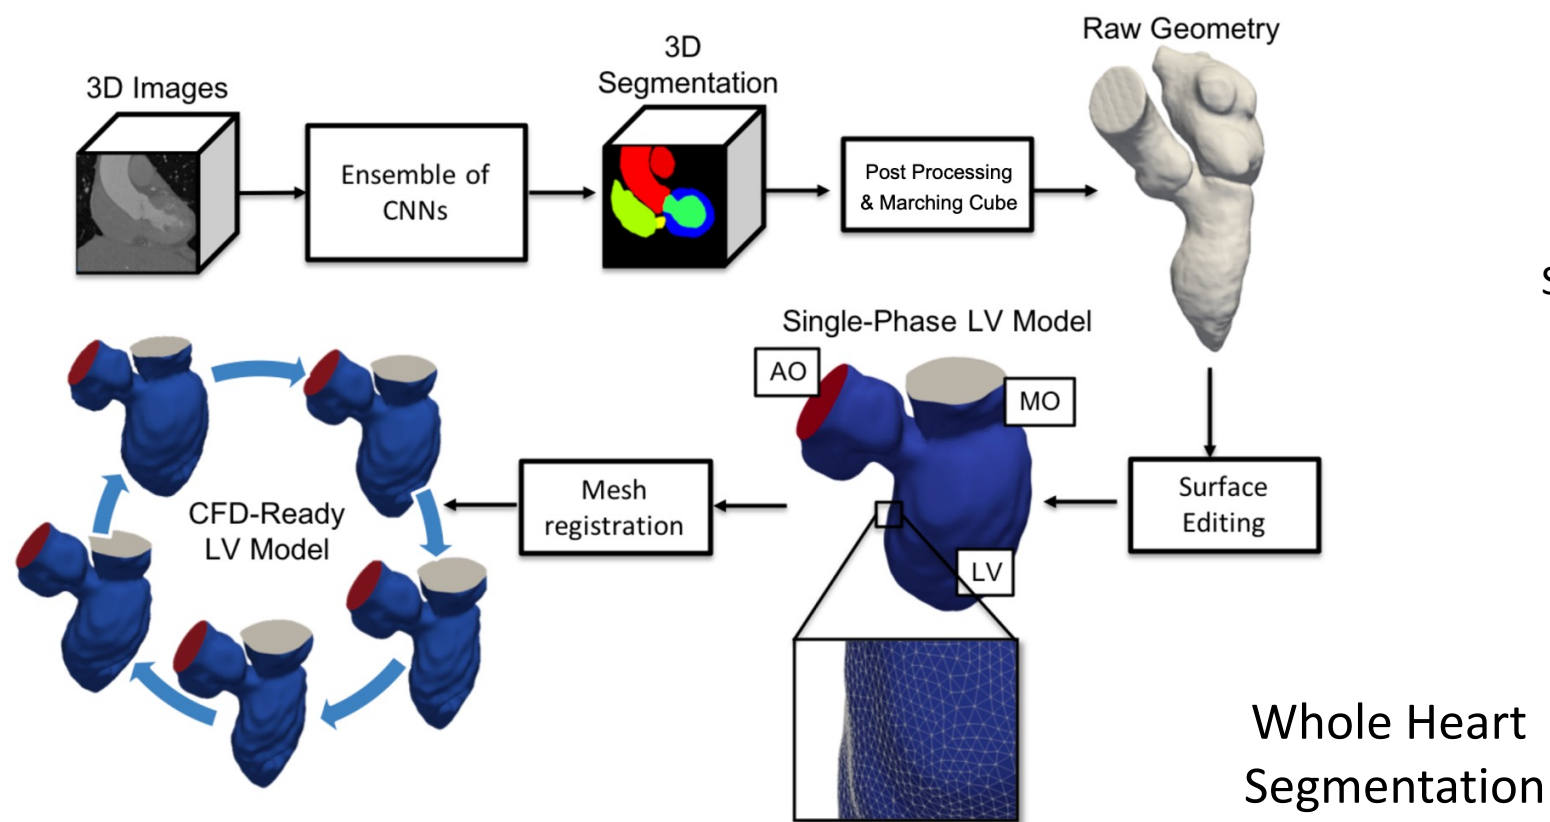 3D Images
Ensemble of
CNNs
3D
Segmentation
Post Processing
& Marching Cube
Raw Geometry
S
Surface
Editing
Single-Phase LV Model
AO
MO
LV
Mesh
registration
CFD-Ready
LV Model
Whole Heart
Segmentation